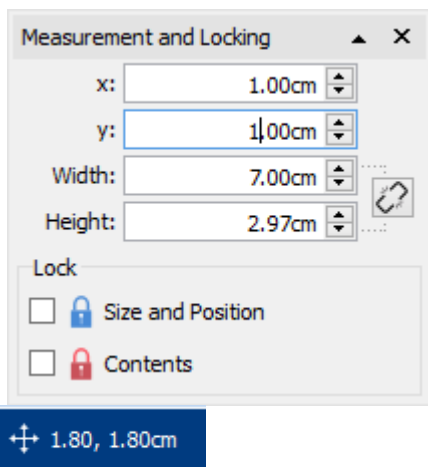 Measurement and Locking
x: 1.00cm
y: 1.00cm
Width: 7.00cm
Height: 2.97cm
Lock
Size and Position
Contents
1.80, 1.80cm